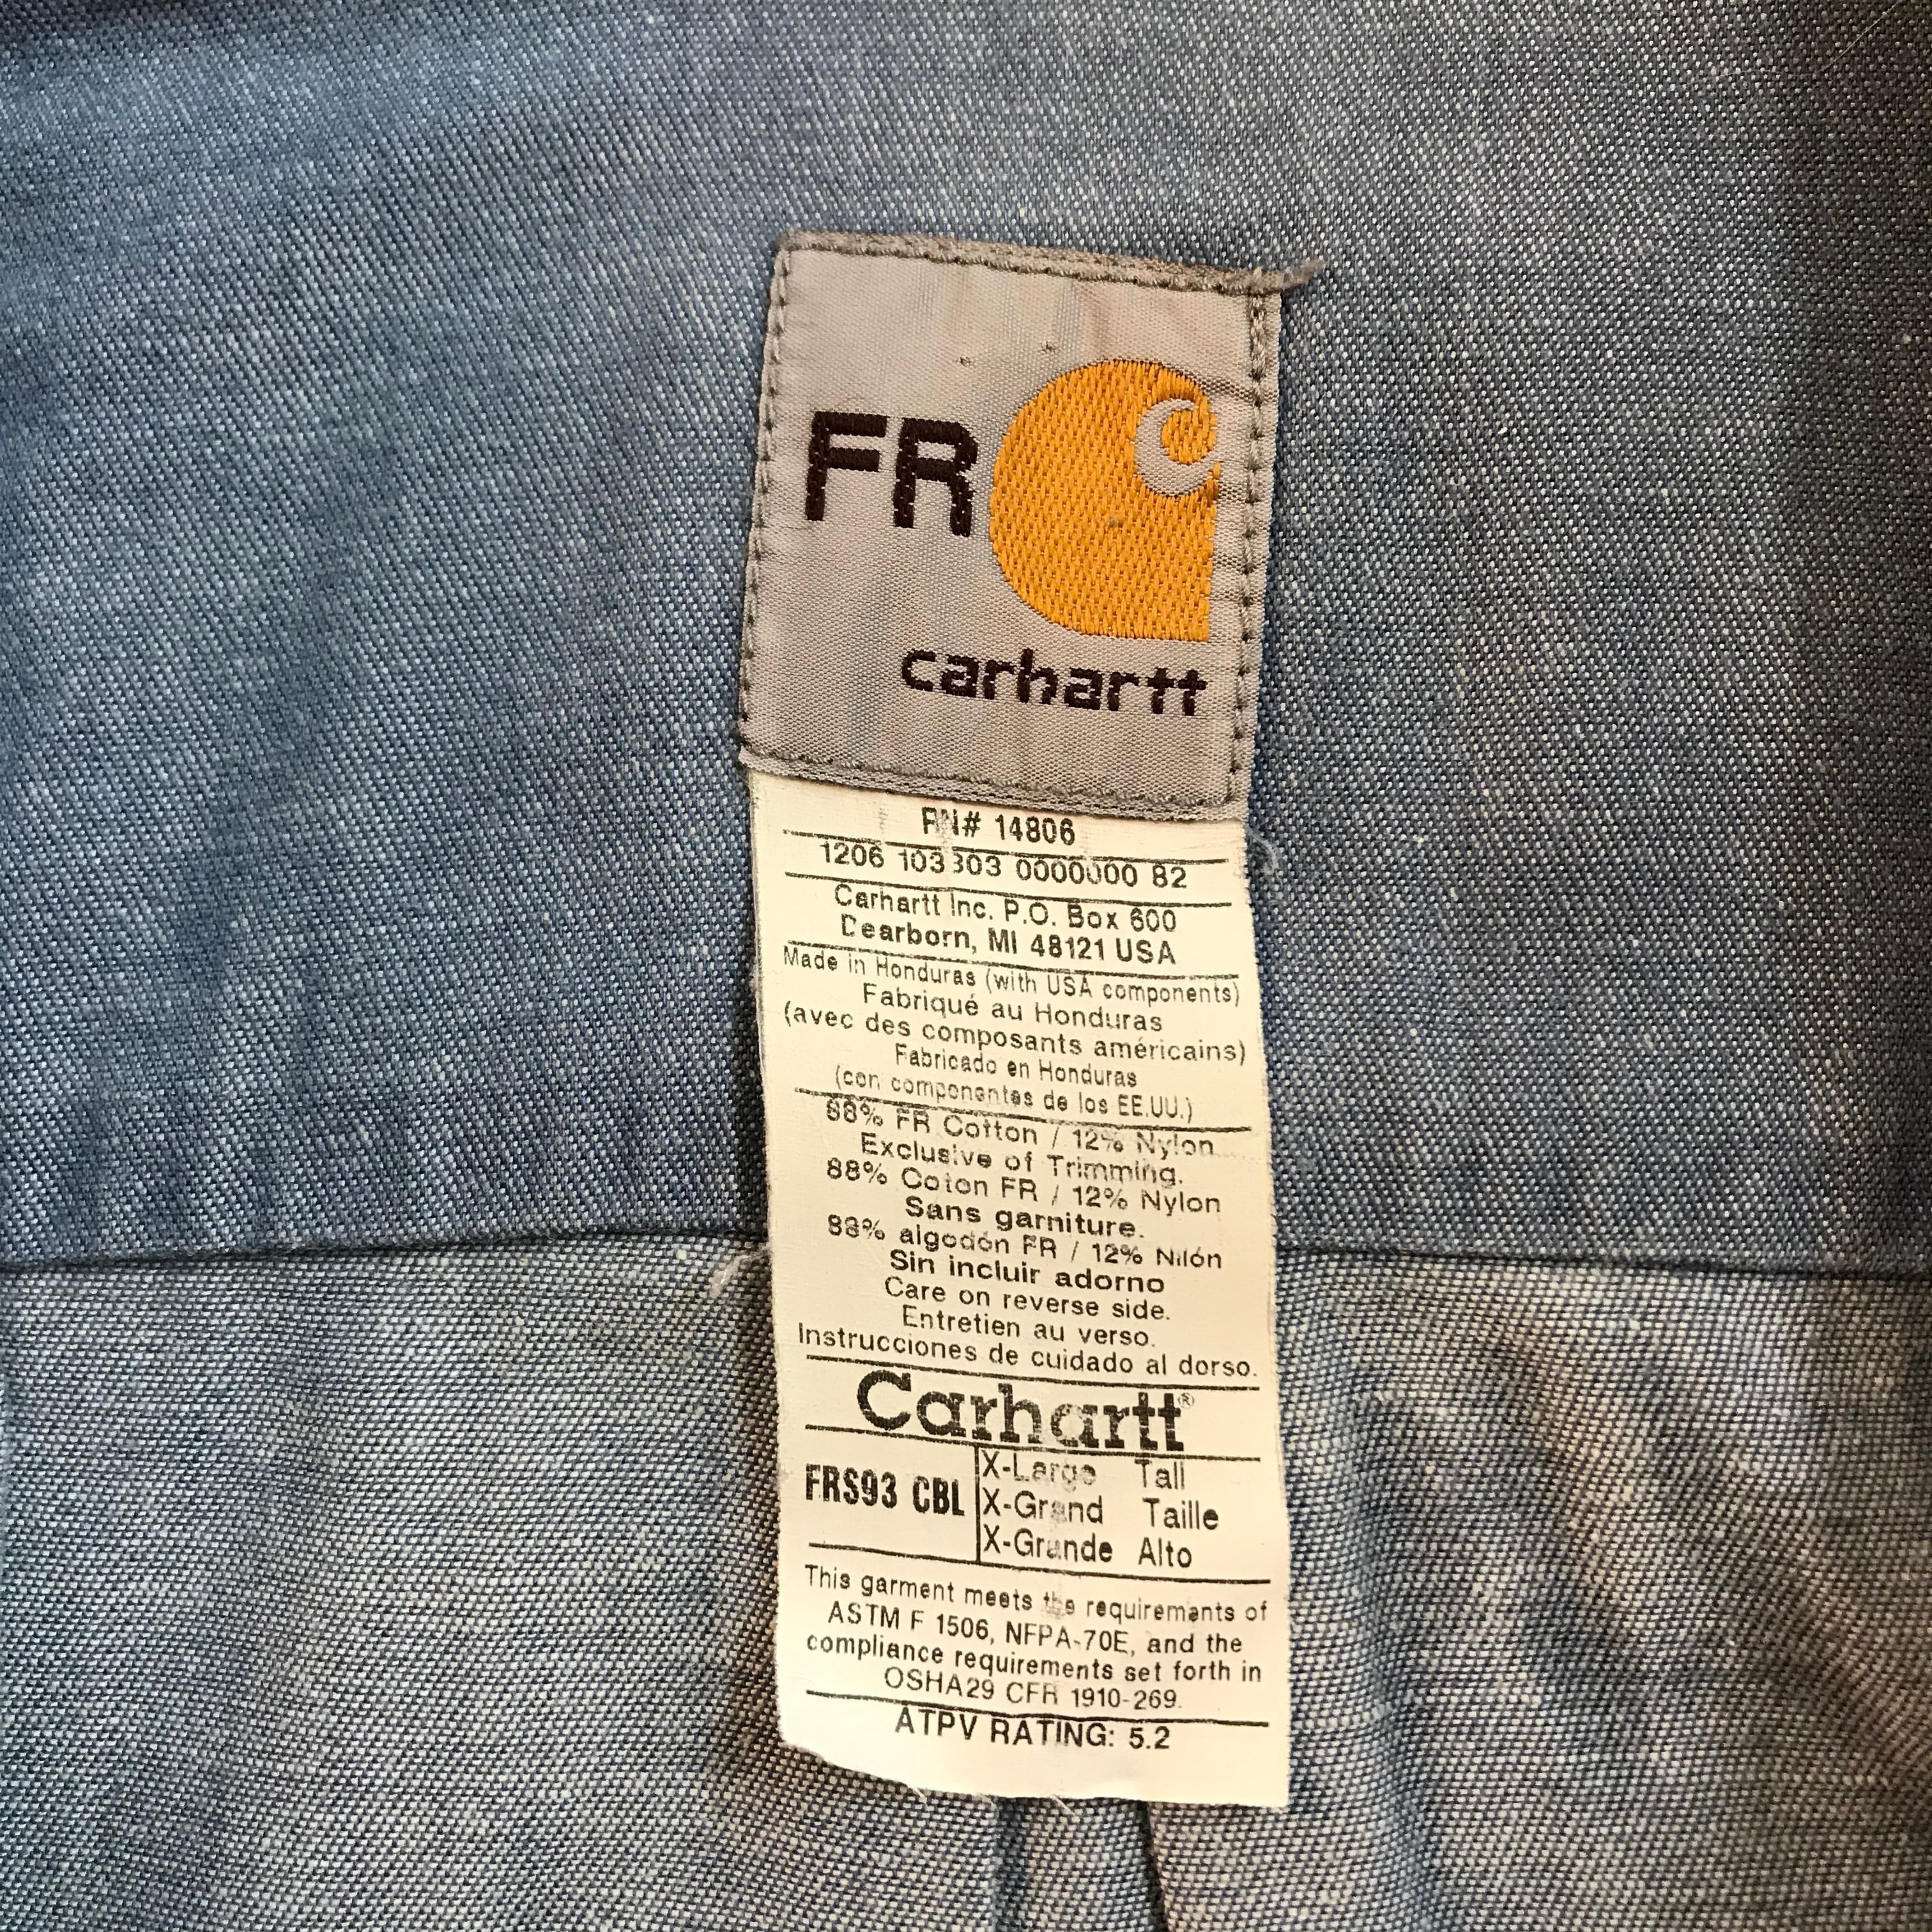 FR
carhartt
RN# 14806
1206 103303 0000000 82
Carhartt Inc. P.O. Box 600
Dearborn, MI 48121 USA
Made in Honduras (with USA components)
Fabriqué au Honduras
(avec des composants américains)
Fabricado en Honduras
(con componentes de los EE.UU.)
88% FR Cotton / 12% Nylon
Exclusive of Trimming.
88% Coton FR / 12% Nylon
Sans garniture.
88% algodón FR / 12% Nilón
Sin incluir adorno
Care on reverse side.
Entretien au verso.
Instrucciones de cuidado al dorso.
Carhartt®
FRS93 CBL
X-Large Tall
X-Grand Taille
X-Grande Alto
This garment meets the requirements of
ASTM F 1506, NFPA-70E, and the
compliance requirements set forth in
OSHA29 CFR 1910-269.
ATPV RATING: 5.2